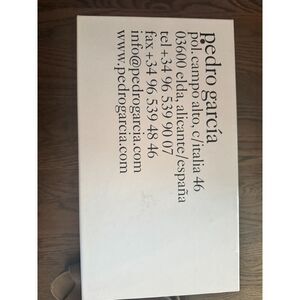 pedro garcía
pol. campo alto, c/italia 46
03600 elda, alicante/españa
tel +34 96 539 90 07
fax +34 96 539 48 46
info@pedrogarcia.com
www.pedrogarcia.com